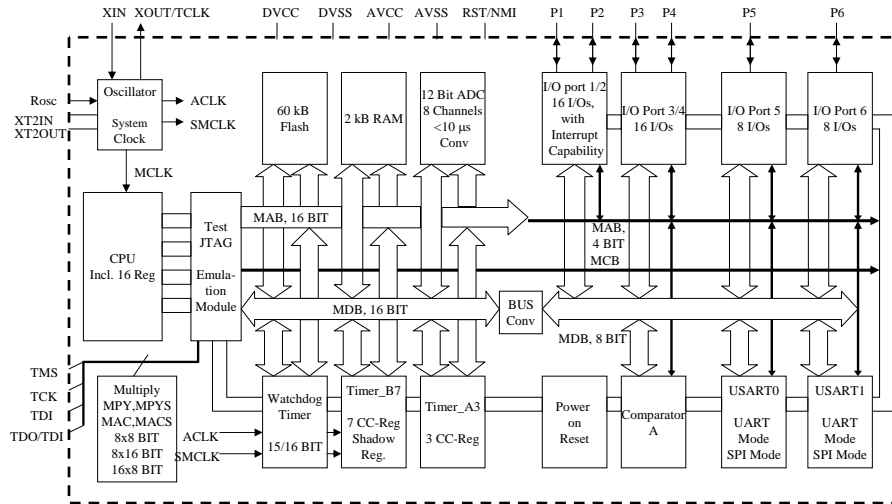 XIN XOUT/TCLK DVCC DVSS AVCC AVSS RST/NMI P1 P2 P3 P4 P5 P6
Oscillator
System
Clock
Rosc
XT2IN
XT2OUT
ACLK
SMCLK
MCLK
60 kB
Flash
2 kB RAM
12 Bit ADC
8 Channels
<10 µs
Conv
I/O port 1/2
16 I/Os,
with
Interrupt
Capability
I/O Port 3/4
16 I/Os
I/O Port 5
8 I/Os
I/O Port 6
8 I/Os
CPU
Incl. 16 Reg
Test
JTAG
Emula-
tion
Module
MAB, 16 BIT
MAB,
4 BIT
MCB
MDB, 16 BIT
BUS
Conv
MDB, 8 BIT
TMS
TCK
TDI
TDO/TDI
Multiply
MPY,MPYS
MAC,MACS
8x8 BIT
8x16 BIT
16x8 BIT
ACLK
SMCLK
Watchdog
Timer
15/16 BIT
Timer_B7
7 CC-Reg
Shadow
Reg.
Timer_A3
3 CC-Reg
Power
on
Reset
Comparator
A
USART0
UART
Mode
SPI Mode
USART1
UART
Mode
SPI Mode